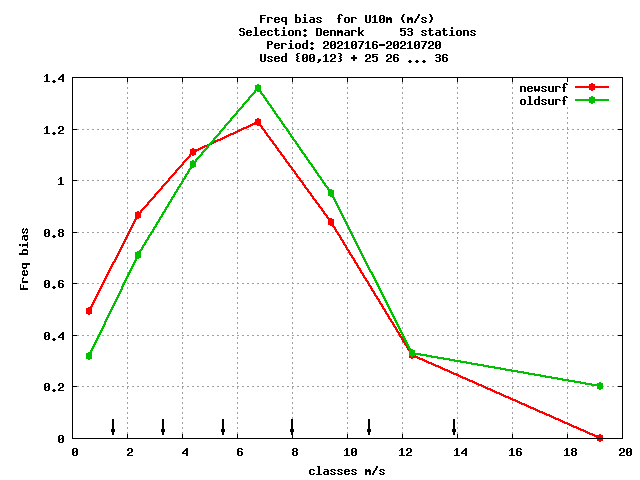 Freq bias  for U10m (m/s)
Selection: Denmark     53 stations
Period: 20210716-20210720
Used {00,12} + 25 26 ... 36
newsurf
oldsurf
1.4
1.2
1
0.8
0.6
0.4
0.2
0
Freq bias
0 2 4 6 8 10 12 14 16 18 20
classes m/s